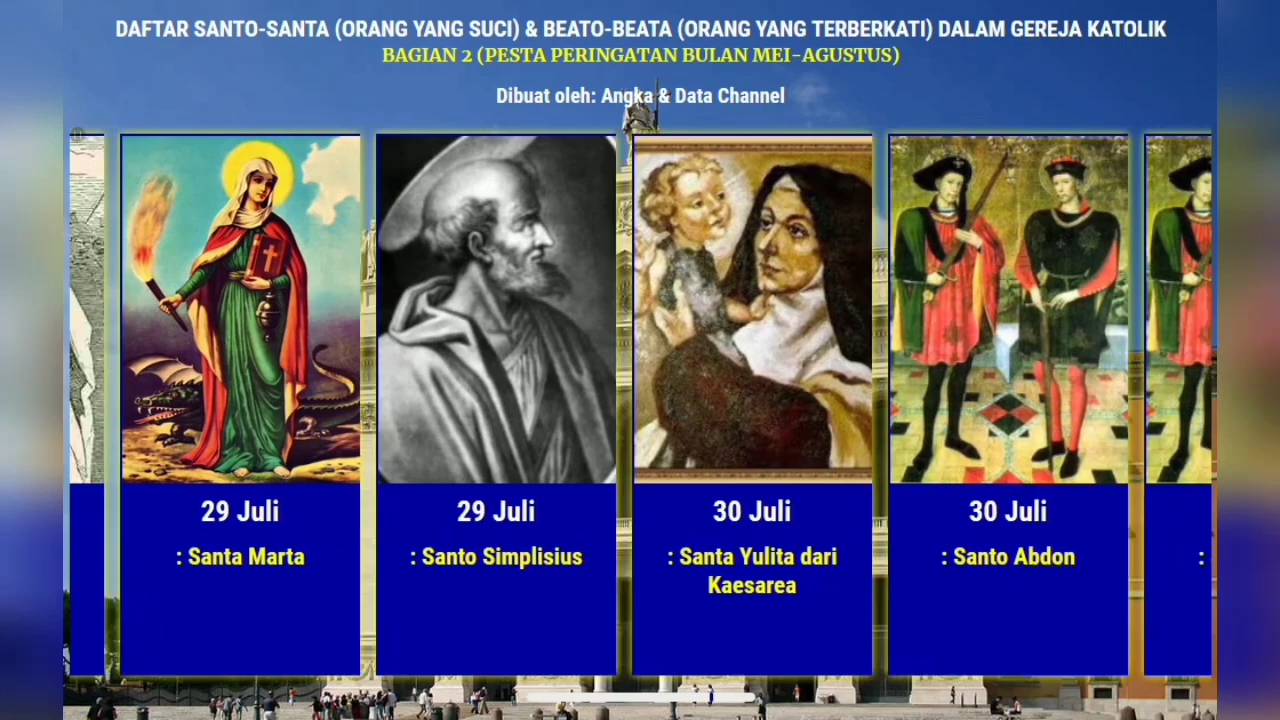 DAFTAR SANTO-SANTA (ORANG YANG SUCI) & BEATO-BEATA (ORANG YANG TERBERKATI) DALAM GEREJA KATOLIK
BAGIAN 2 (PESTA PERINGATAN BULAN MEI-AGUSTUS)
Dibuat oleh: Angka & Data Channel
29 Juli
: Santa Marta
29 Juli
: Santo Simplisius
30 Juli
: Santa Yulita dari
Kaesarea
30 Juli
: Santo Abdon
: